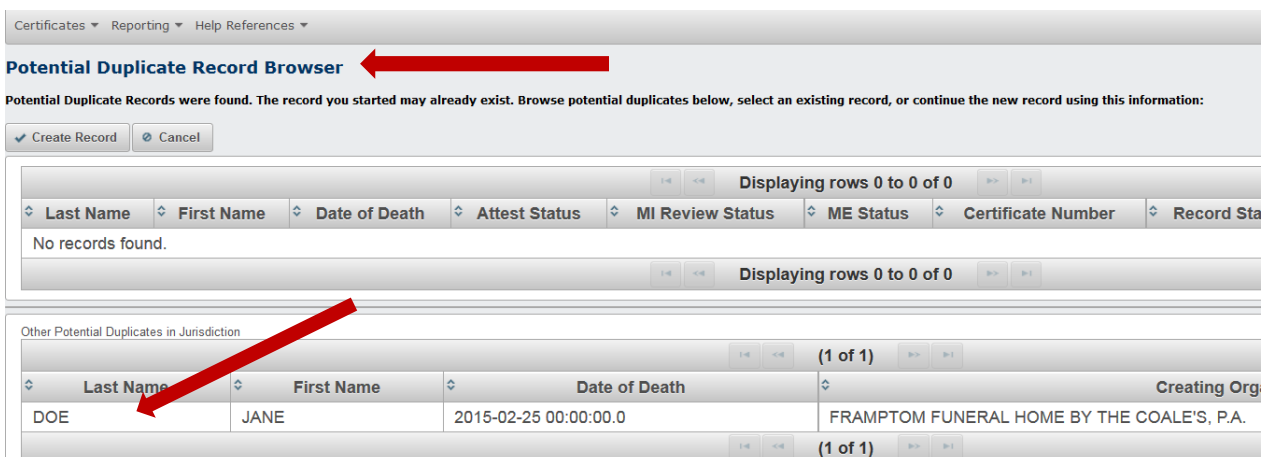 Certificates Reporting Help References
Potential Duplicate Record Browser
Potential Duplicate Records were found. The record you started may already exist. Browse potential duplicates below, select an existing record, or continue the new record using this information:
Create Record Cancel
Displaying rows 0 to 0 of 0
Last Name First Name Date of Death Attest Status MI Review Status ME Status Certificate Number Record Sta
No records found.
Displaying rows 0 to 0 of 0
Other Potential Duplicates in Jurisdiction
(1 of 1)
Last Name First Name Date of Death Creating Orga
DOE JANE 2015-02-25 00:00:00.0 FRAMPTOM FUNERAL HOME BY THE COALE'S, P.A.
(1 of 1)